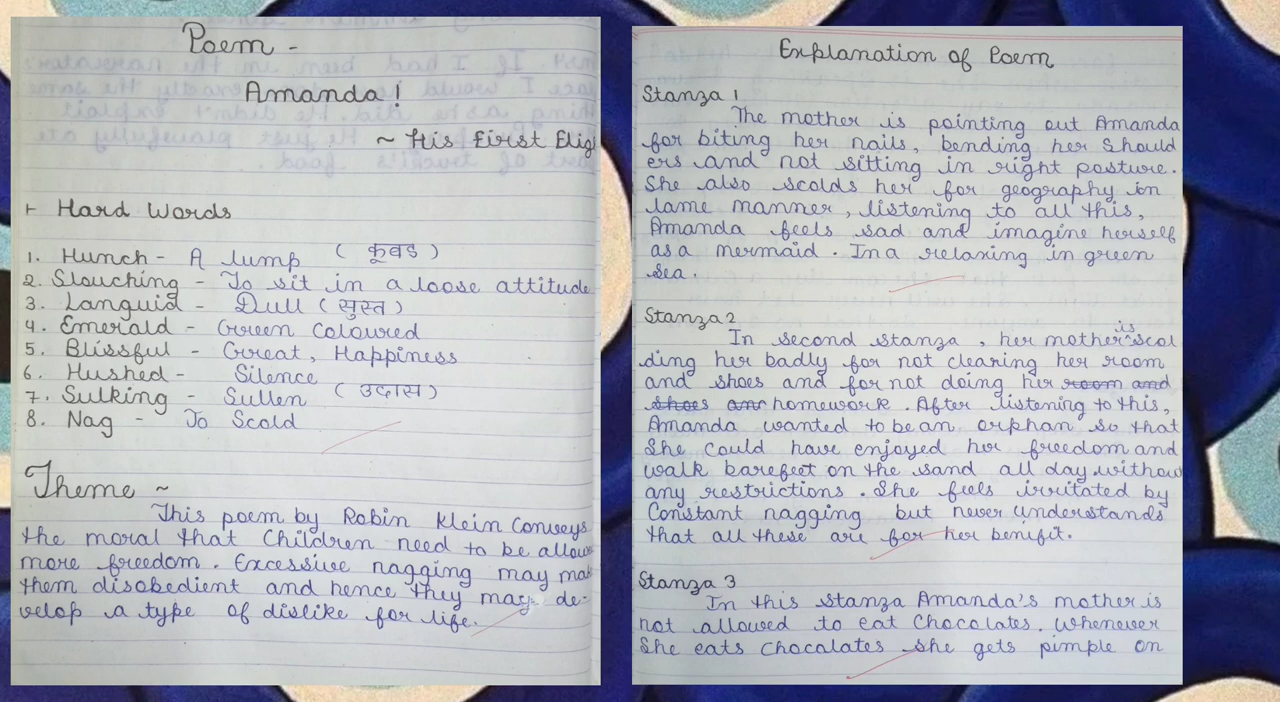 Poem -
Amanda !
~ His First Flig
Hard Words
1. Hunch - A lump ( कूबड )
2. Slouching - To sit in a loose attitude
3. Languid - Dull ( सुस्त )
4. Emerald - Green Coloured
5. Blissful - Great, Happiness
6. Hushed - Silence
7. Sulking - Sullen ( उदास )
8. Nag - To Scold
Theme ~
This poem by Robin Klein Conveys
the moral that Children need to be allow
more freedom. Excessive nagging may mak
them disobedient and hence they may de-
velop a type of dislike for life.
Explanation of Poem
Stanza 1
The mother is pointing out Amanda
for biting her nails, bending her should
ers and not sitting in right posture.
She also scolds her for geography in
lame manner, listening to all this,
Amanda feels sad and imagine herself
as a mermaid. In a relaxing in green
sea.
Stanza 2
In second stanza, her mother is scol
ding her badly for not clearing her room
and shoes and for not doing her room and
shoes and homework. After listening to this,
Amanda wanted to be an orphan so that
She could have enjoyed her freedom and
walk barefeet on the sand all day withou
any restrictions. She feels irritated by
Constant nagging but never understands
that all these are for her benifit.
Stanza 3
In this stanza Amanda's mother is
not allowed to eat Chocolates. Whenever
She eats Chocolates she gets pimple on